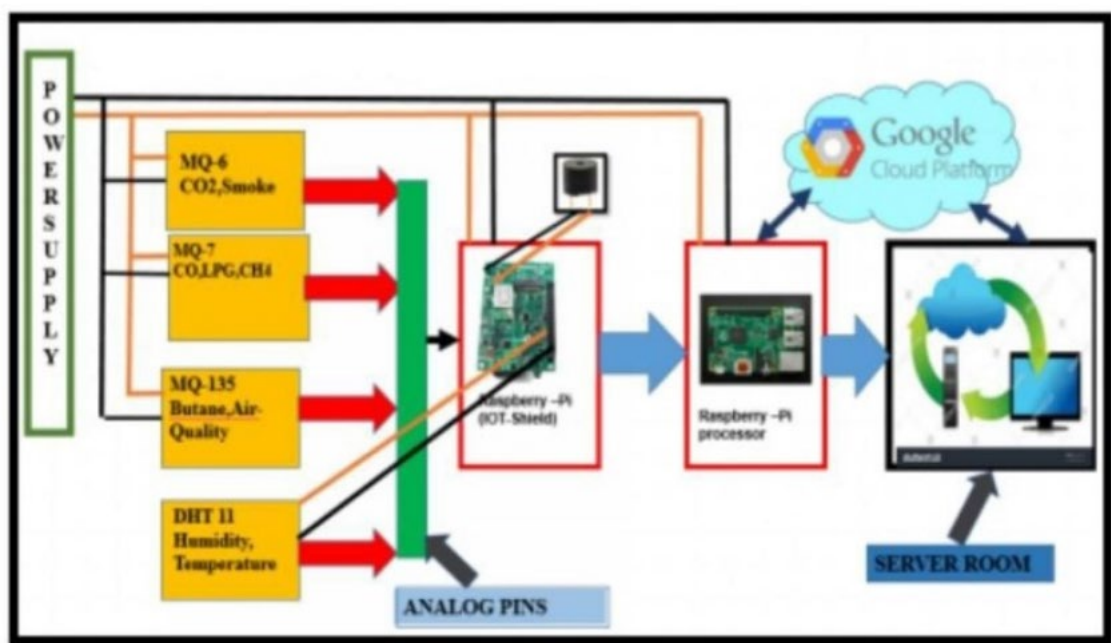 POWERSUPPLY
MQ-6
CO2,Smoke
MQ-7
CO,LPG,CH4
MQ-135
Butane,Air-
Quality
DHT 11
Humidity,
Temperature
ANALOG PINS
Raspberry –Pi
(IOT-Shield)
Raspberry –Pi
processor
Google
Cloud Platform
SERVER ROOM